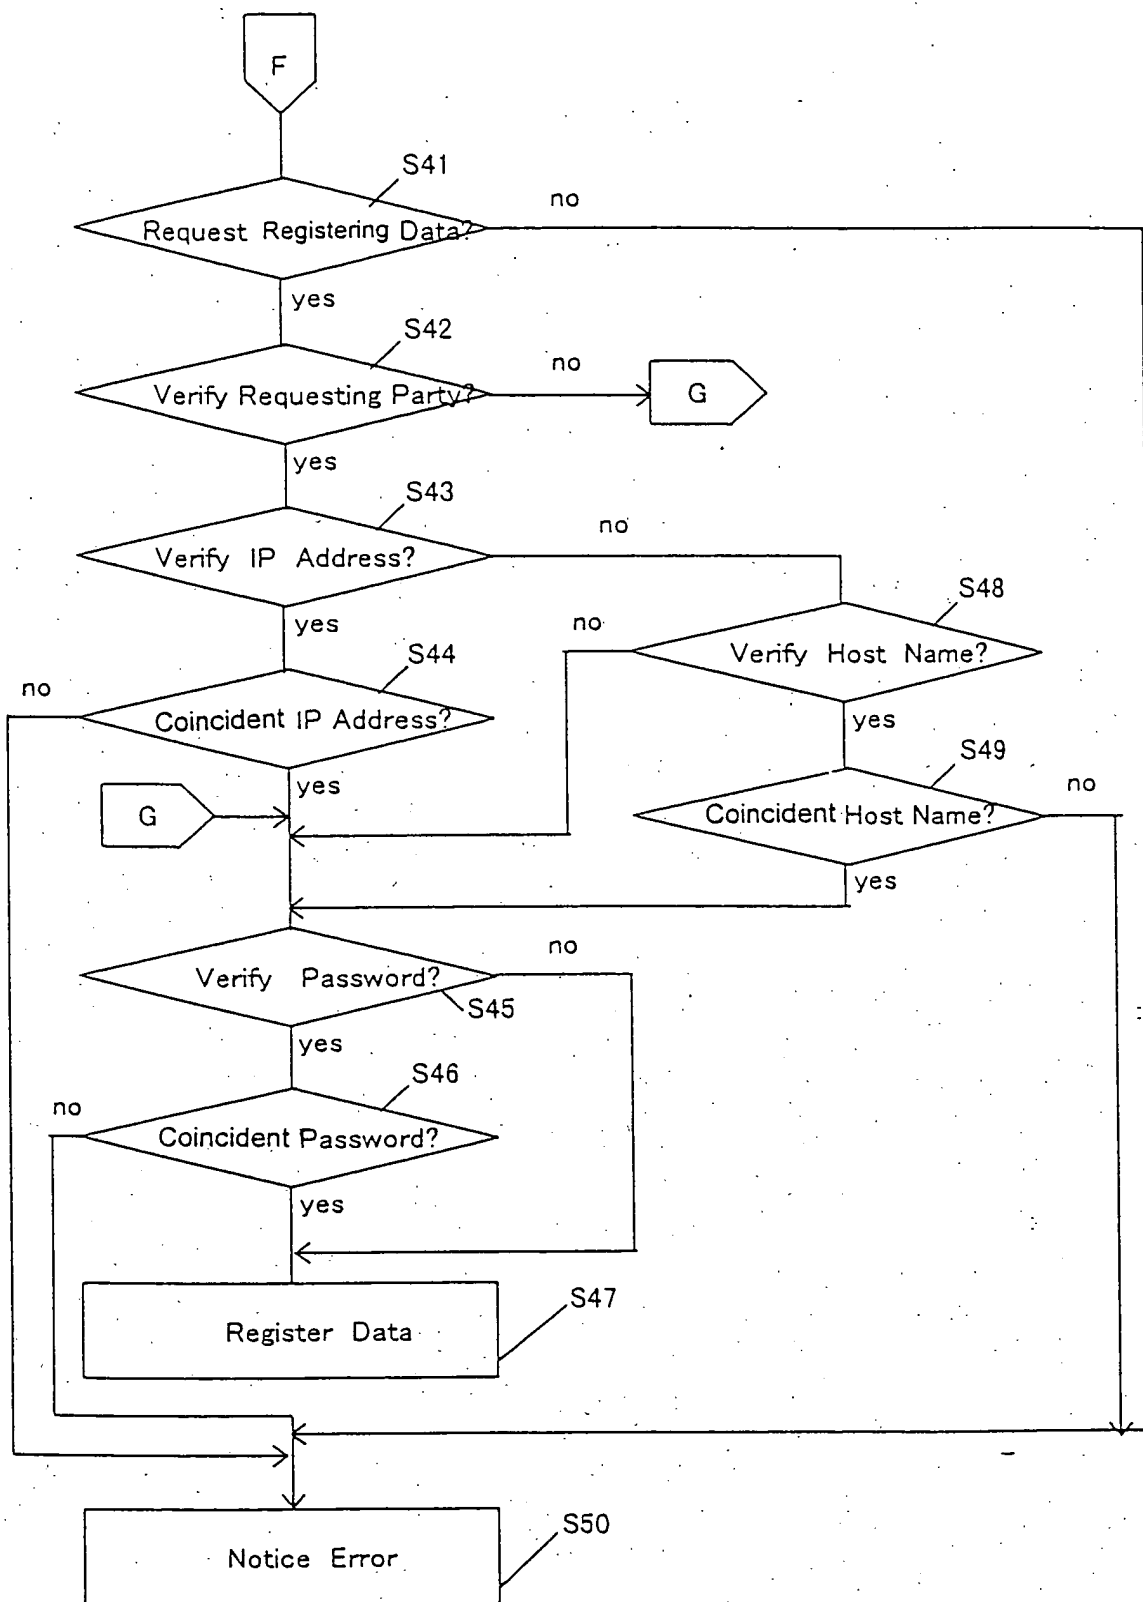 F
S41
no
Request Registering Data?
yes
S42
no
Verify Requesting Party?
G
yes
S43
no
Verify IP Address?
yes
S48
no
Verify Host Name?
S44
no
Coincident IP Address?
yes
S49
yes
no
G
Coincident Host Name?
yes
no
Verify Password?
S45
yes
S46
no
Coincident Password?
yes
S47
Register Data
S50
Notice Error